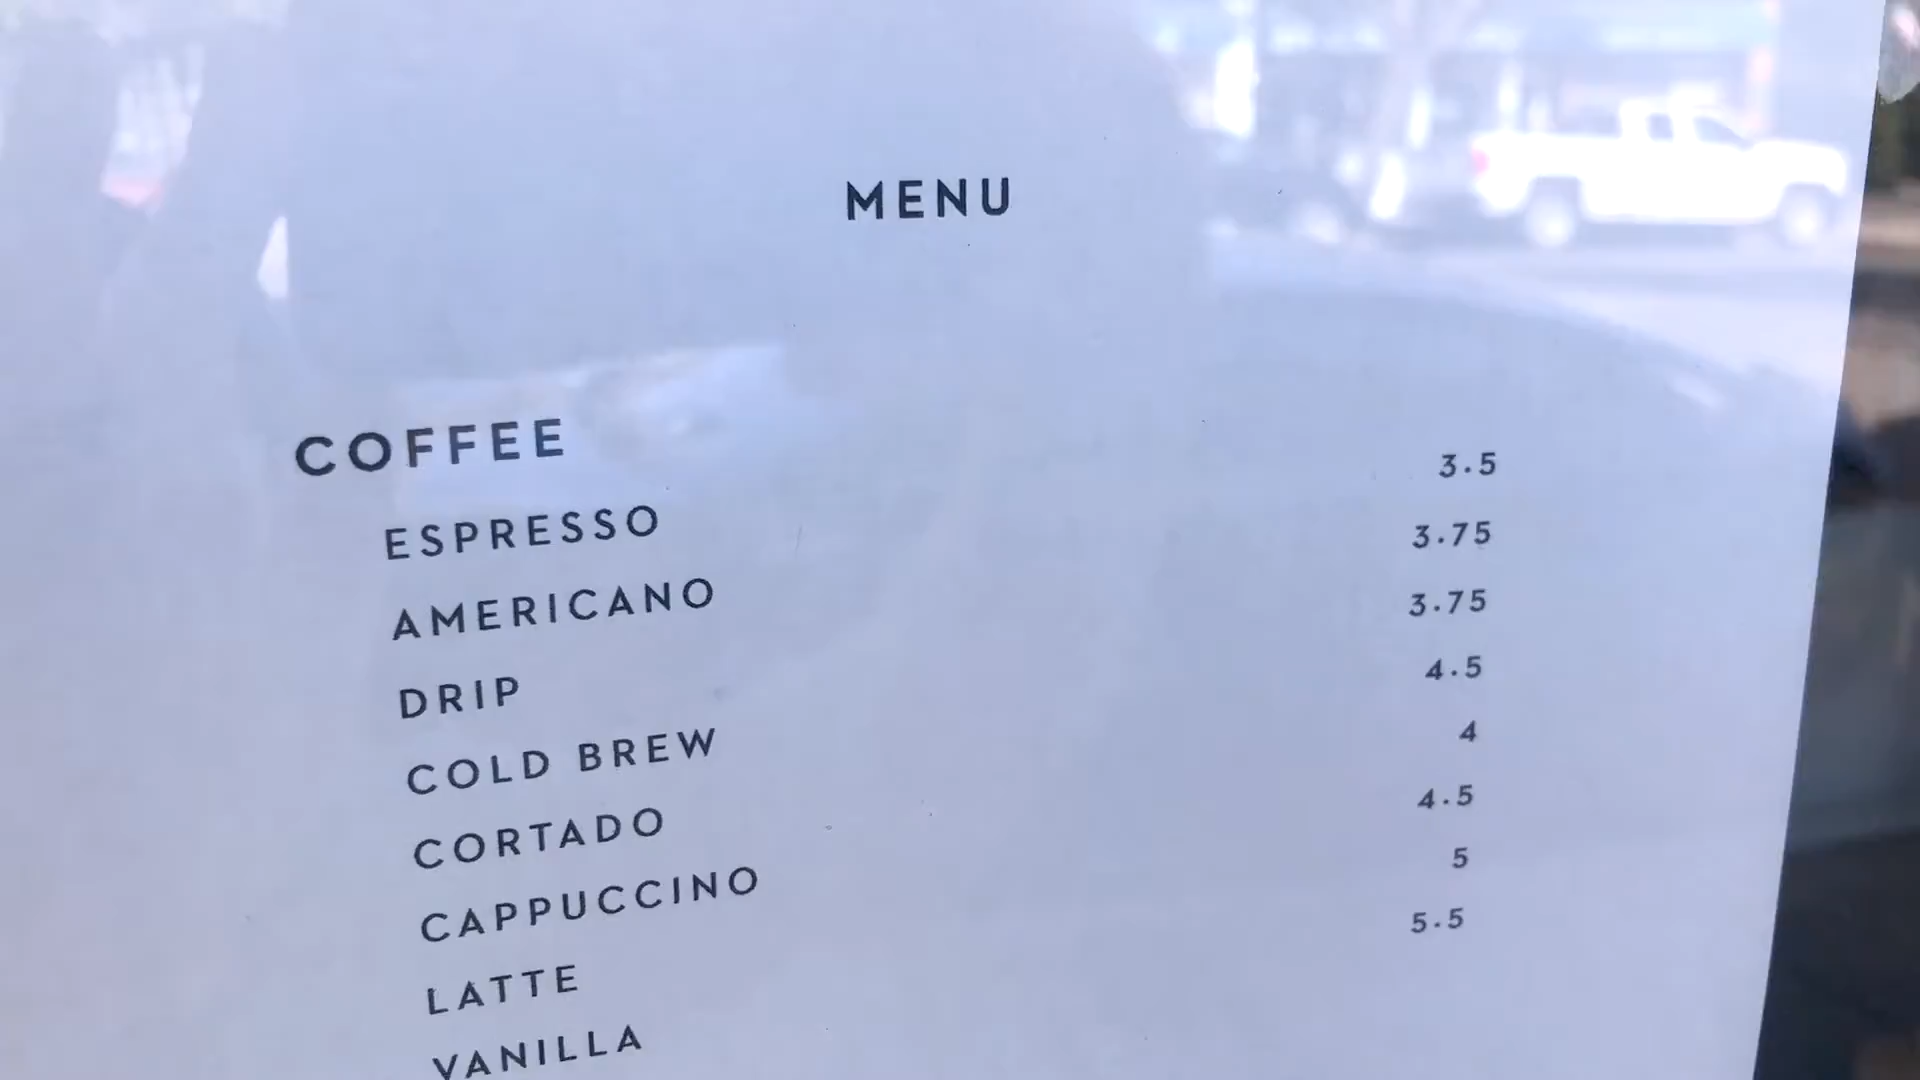 MENU
COFFEE
ESPRESSO 3.5
AMERICANO 3.75
DRIP 3.75
COLD BREW 4.5
CORTADO 4
CAPPUCCINO 4.5
LATTE 5
VANILLA 5.5